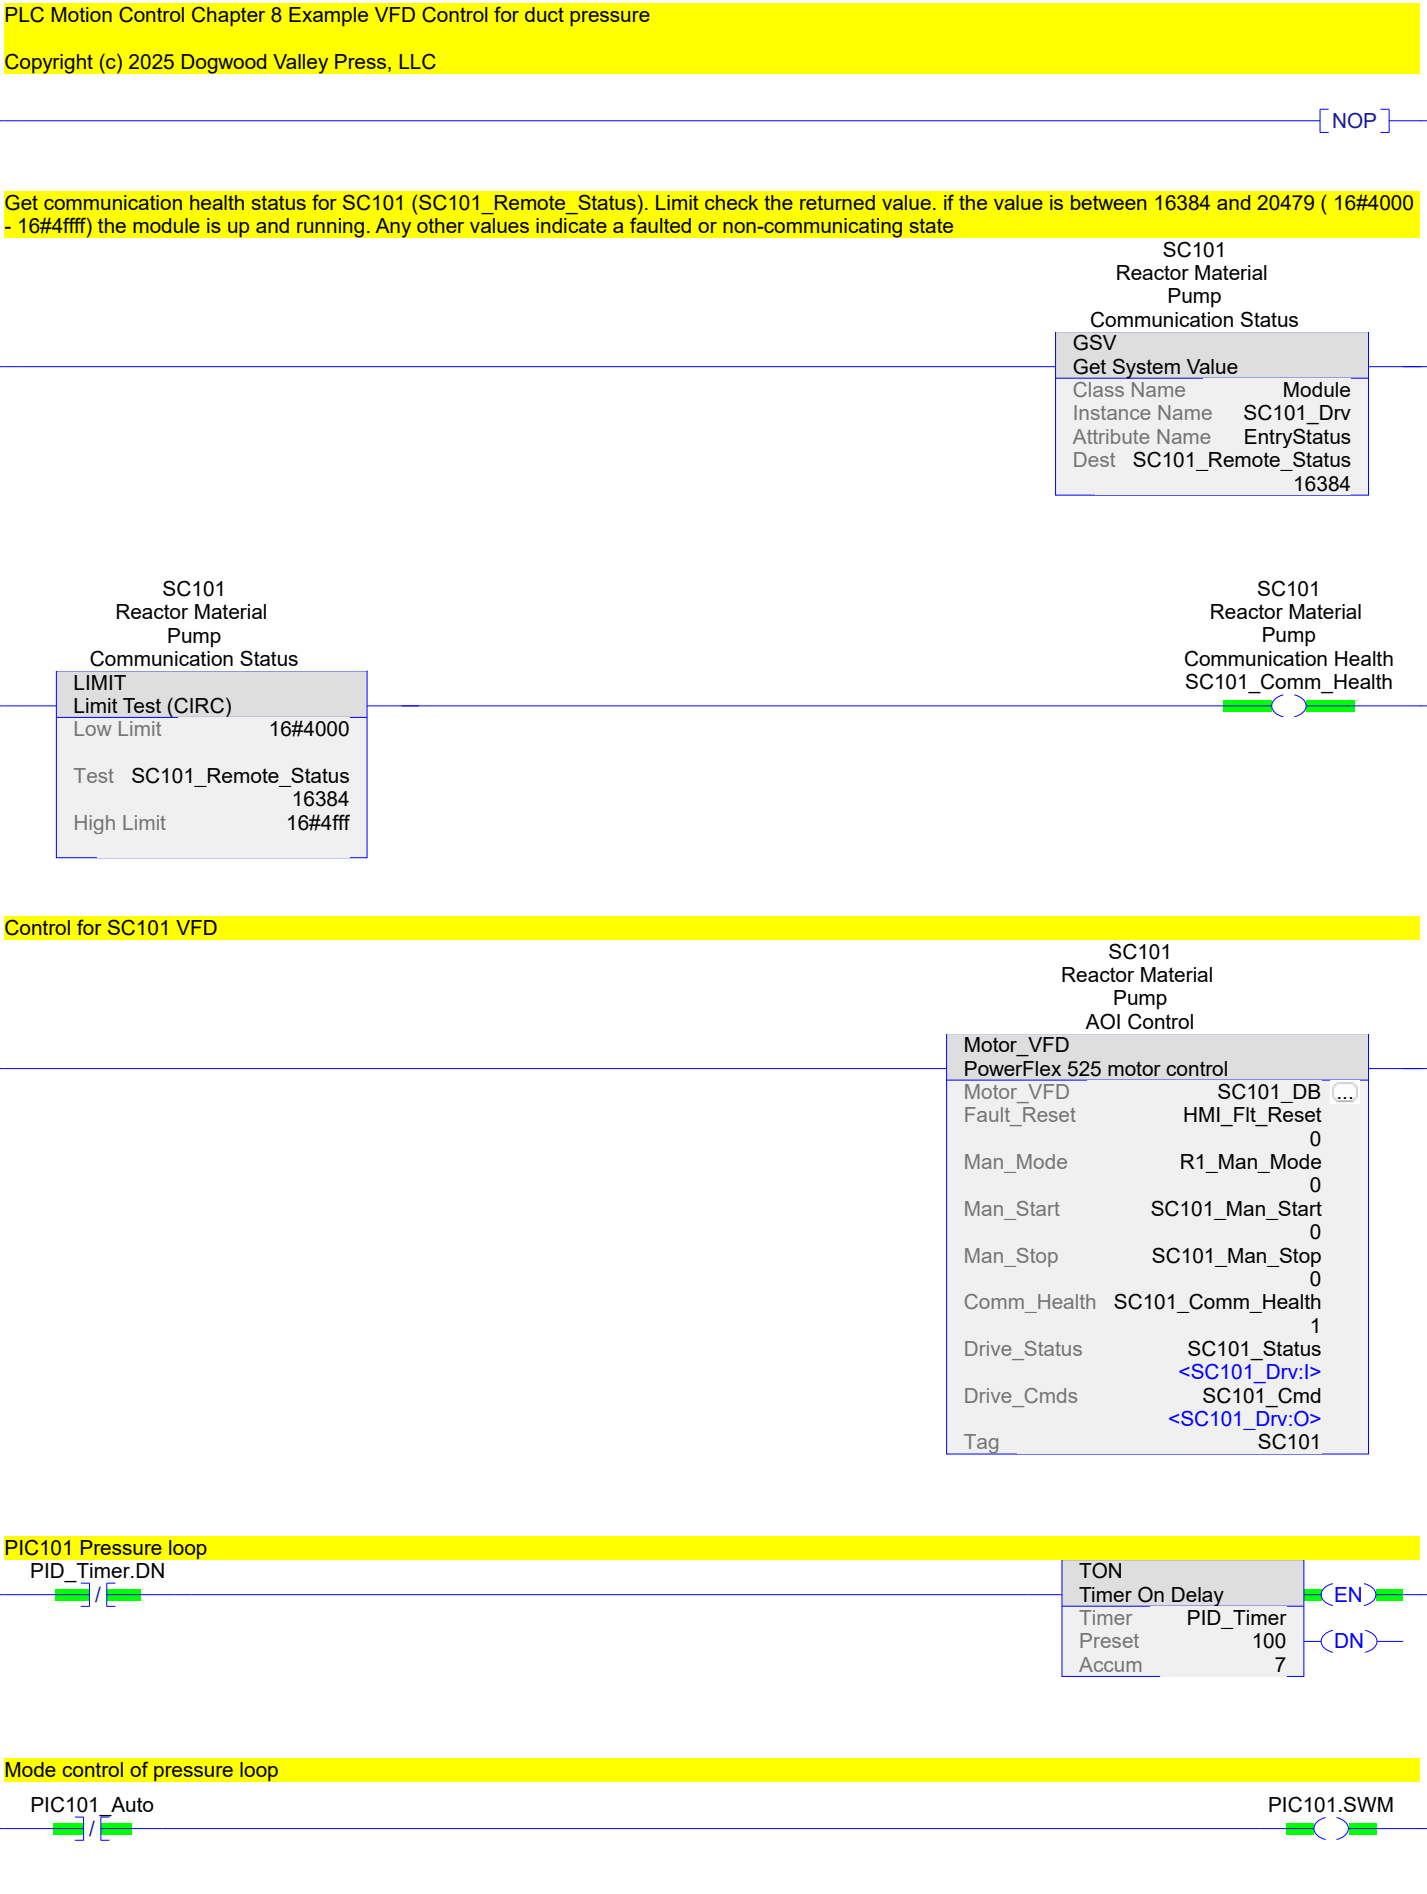 PLC Motion Control Chapter 8 Example VFD Control for duct pressure
Copyright (c) 2025 Dogwood Valley Press, LLC
NOP
Get communication health status for SC101 (SC101_Remote_Status). Limit check the returned value. if the value is between 16384 and 20479 ( 16#4000
- 16#4ffff) the module is up and running. Any other values indicate a faulted or non-communicating state
SC101
Reactor Material
Pump
Communication Status
GSV
Get System Value
Class Name Module
Instance Name SC101_Drv
Attribute Name EntryStatus
Dest SC101_Remote_Status
16384
SC101
Reactor Material
Pump
Communication Status
LIMIT
Limit Test (CIRC)
Low Limit 16#4000
Test SC101_Remote_Status
16384
High Limit 16#4fff
SC101
Reactor Material
Pump
Communication Health
SC101_Comm_Health
Control for SC101 VFD
SC101
Reactor Material
Pump
AOI Control
Motor_VFD
PowerFlex 525 motor control
Motor_VFD SC101_DB ...
Fault_Reset HMI_Flt_Reset
0
Man_Mode R1_Man_Mode
0
Man_Start SC101_Man_Start
0
Man_Stop SC101_Man_Stop
0
Comm_Health SC101_Comm_Health
1
Drive_Status SC101_Status
<SC101_Drv:I>
Drive_Cmds SC101_Cmd
<SC101_Drv:O>
Tag SC101
PIC101 Pressure loop
PID_Timer.DN
/
TON
Timer On Delay
Timer PID_Timer
Preset 100
Accum 7
EN
DN
Mode control of pressure loop
PIC101_Auto
/
PIC101.SWM